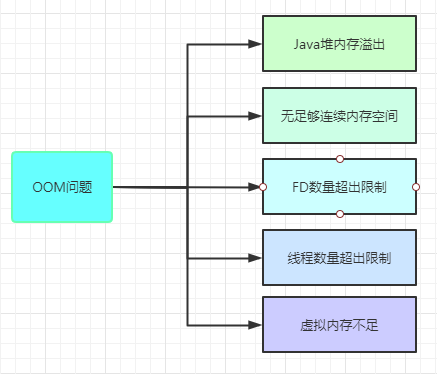 Java堆内存溢出
无足够连续内存空间
OOM问题
FD数量超出限制
线程数量超出限制
虚拟内存不足